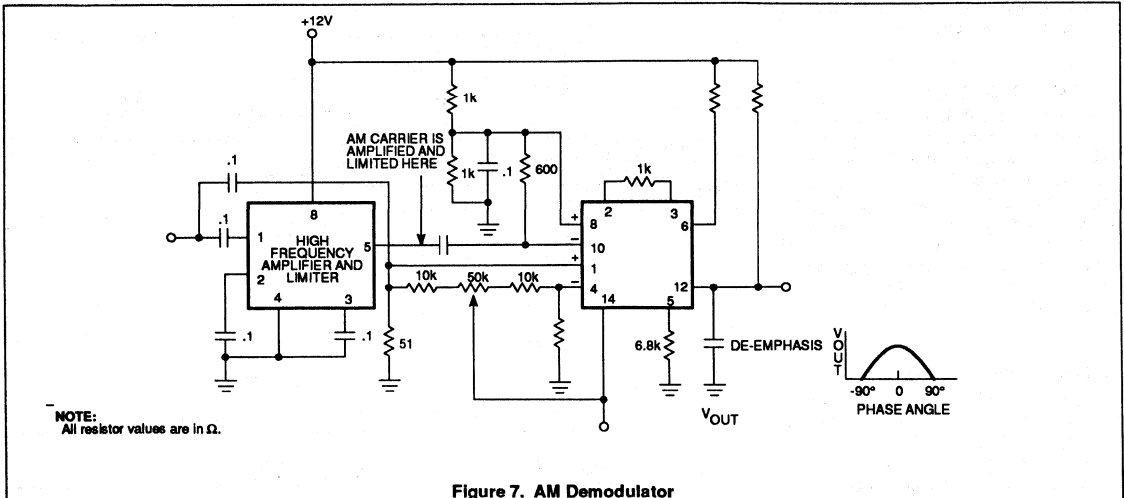 +12V
1k
AM CARRIER IS
AMPLIFIED AND
LIMITED HERE
.1
1k
.1
600
1k
8
2
3
+
8
6
.1
1
HIGH
FREQUENCY
AMPLIFIER AND
LIMITER
5
−
10
+
1
2
10k
50k
10k
−
4
12
4
3
14
5
.1
.1
51
6.8k
DE-EMPHASIS
VOUT
-90°
0
90°
PHASE ANGLE
VOUT
NOTE:
All resistor values are in Ω.
Figure 7. AM Demodulator